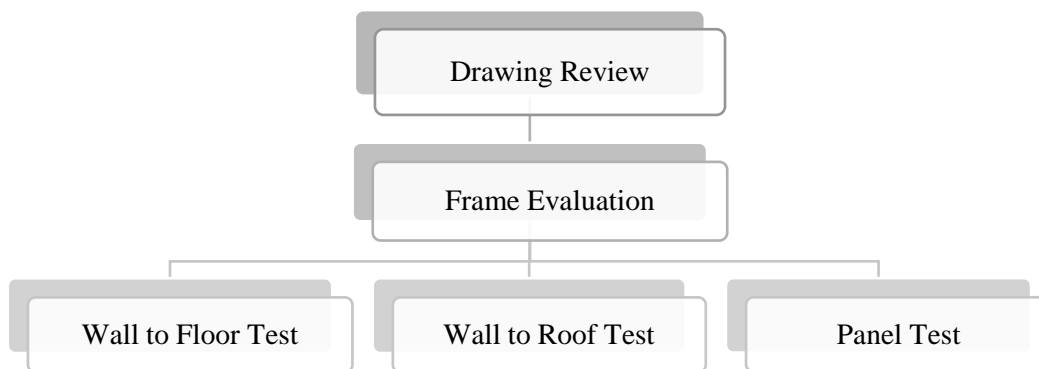 Drawing Review
Frame Evaluation
Wall to Floor Test
Wall to Roof Test
Panel Test